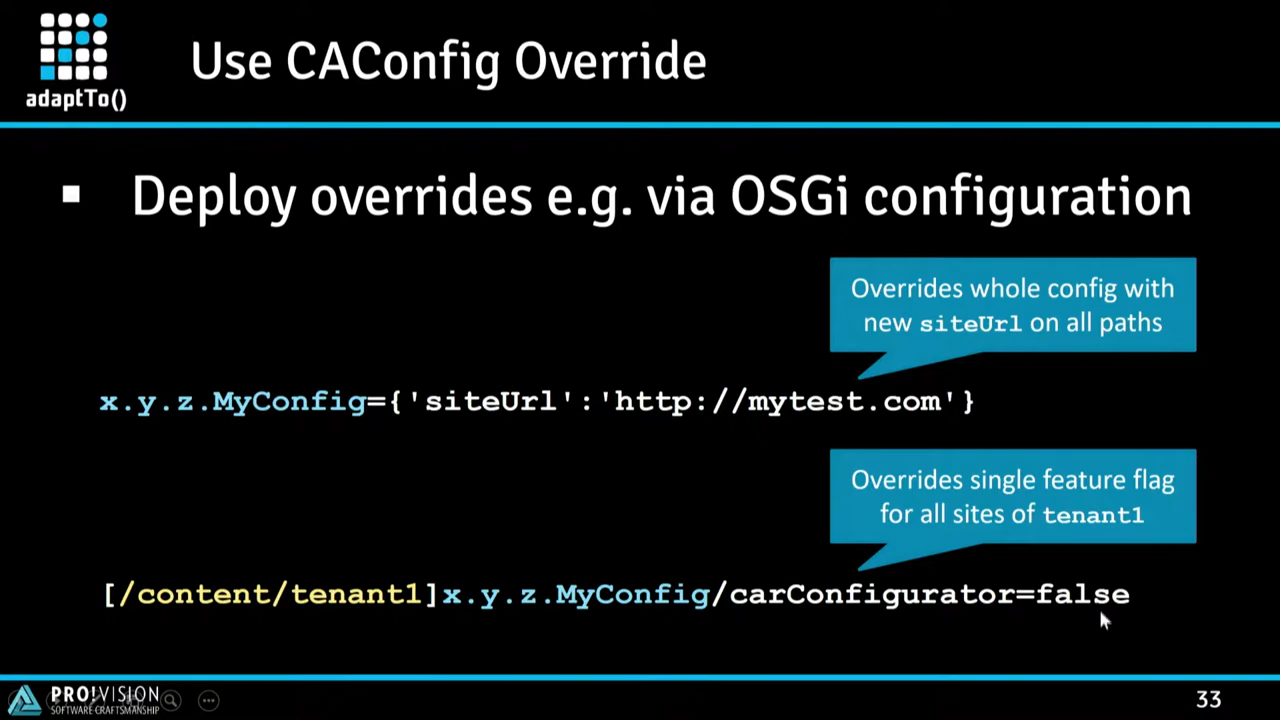 adaptTo()
Use CAConfig Override
Deploy overrides e.g. via OSGi configuration
Overrides whole config with
new siteUrl on all paths
x.y.z.MyConfig={'siteUrl':'http://mytest.com'}
Overrides single feature flag
for all sites of tenant1
[/content/tenant1]x.y.z.MyConfig/carConfigurator=false
PRO!VISION
SOFTWARE CRAFTSMANSHIP
33